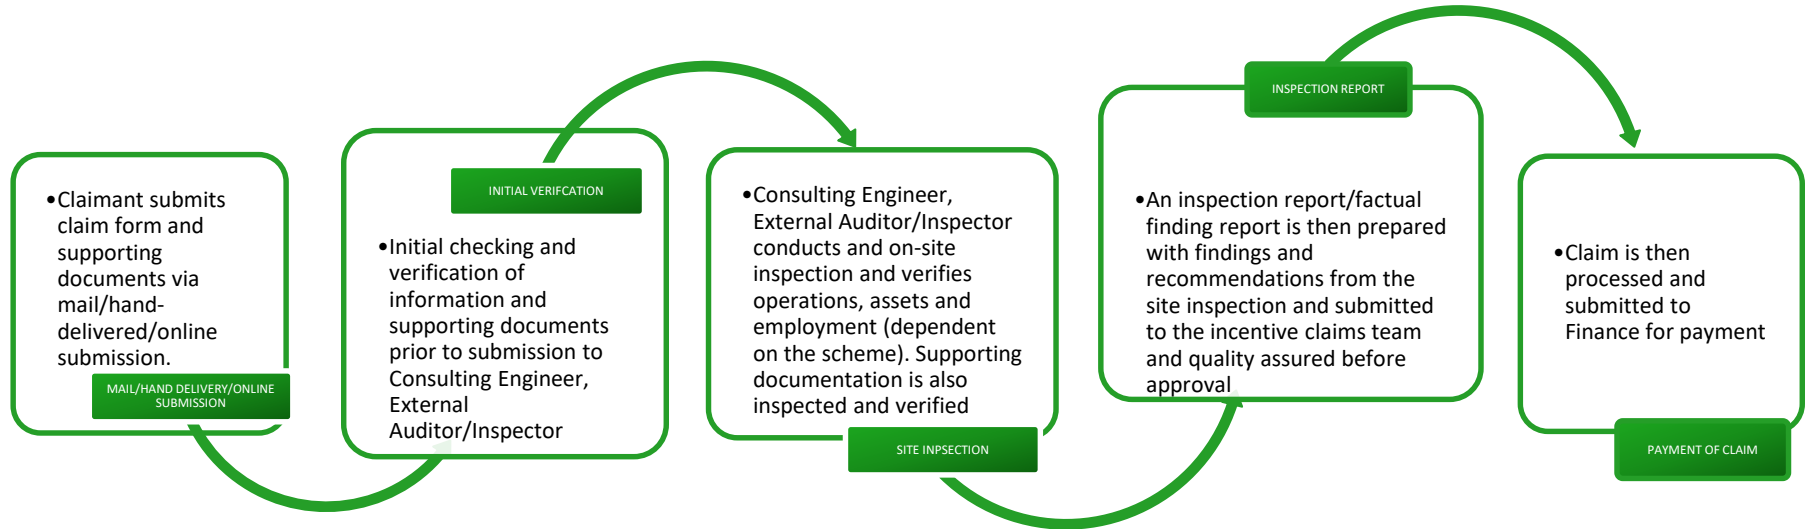 •Claimant submits
claim form and
supporting
documents via
mail/hand-
delivered/online
submission.
MAIL/HAND DELIVERY/ONLINE
SUBMISSION
INITIAL VERIFCATION
•Initial checking and
verification of
information and
supporting documents
prior to submission to
Consulting Engineer,
External
Auditor/Inspector
•Consulting Engineer,
External Auditor/Inspector
conducts and on-site
inspection and verifies
operations, assets and
employment (dependent
on the scheme). Supporting
documentation is also
inspected and verified
SITE INPSECTION
INSPECTION REPORT
•An inspection report/factual
finding report is then prepared
with findings and
recommendations from the
site inspection and submitted
to the incentive claims team
and quality assured before
approval
•Claim is then
processed and
submitted to
Finance for payment
PAYMENT OF CLAIM